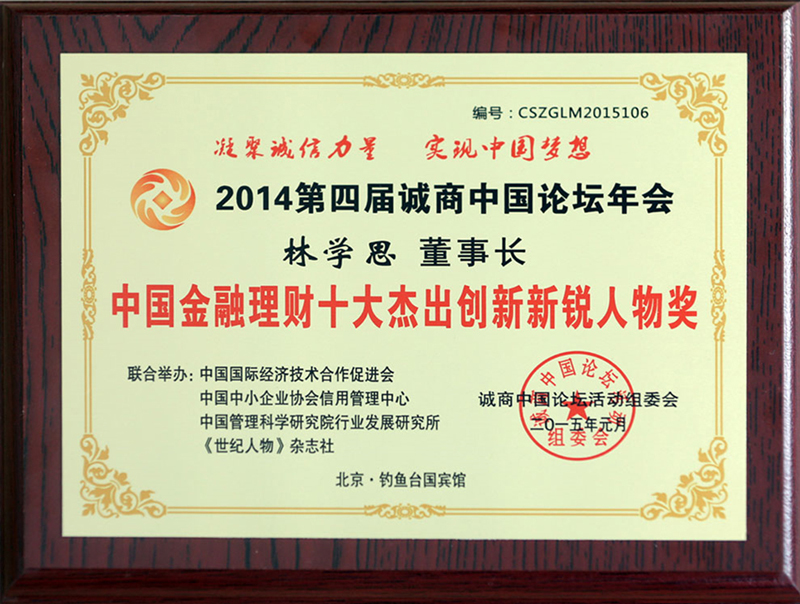 编号：CSZGLM2015106
凝聚诚信力量 实现中国梦想
2014第四届诚商中国论坛年会
林学思 董事长
中国金融理财十大杰出创新新锐人物奖
联合举办：中国国际经济技术合作促进会
中国中小企业协会信用管理中心
中国管理科学研究院行业发展研究所
《世纪人物》杂志社
诚商中国论坛活动组委会
二〇一五年元月
诚商中国论坛活动
组委会
北京·钓鱼台国宾馆